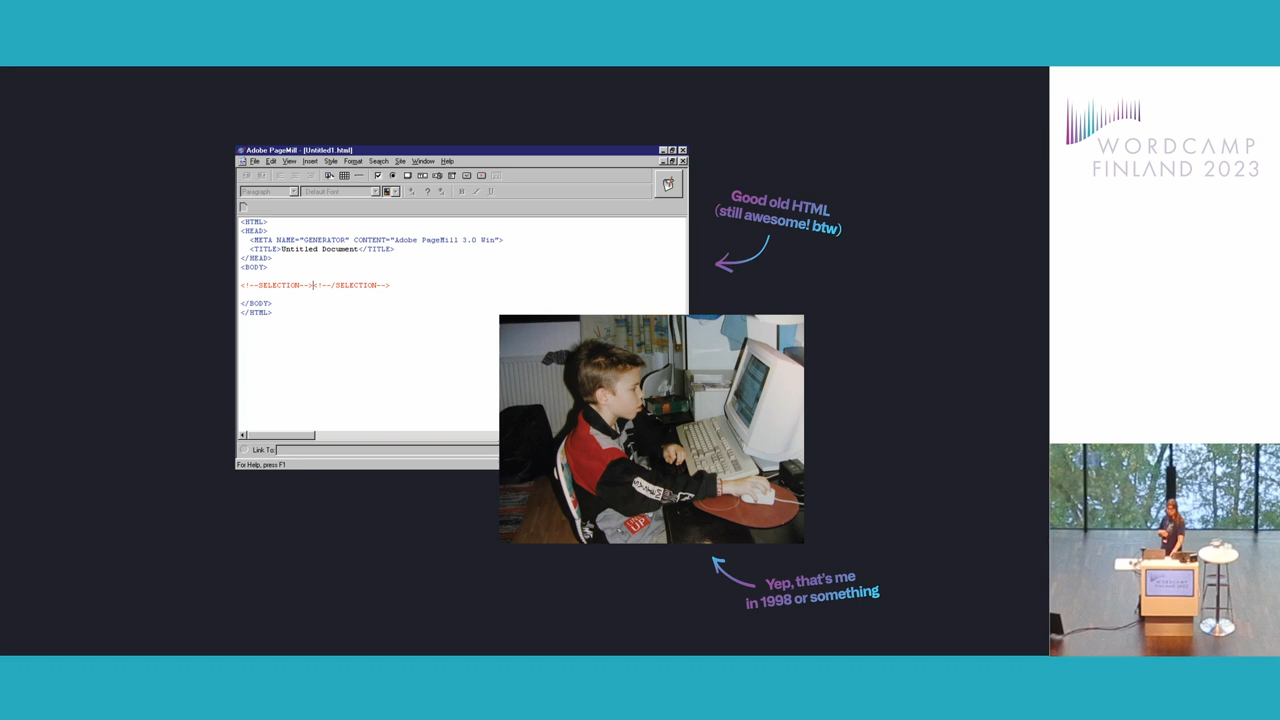 Adobe PageMill - [Untitled1.html]
File Edit View Insert Style Format Search Site Window Help
Paragraph Default Font
<HTML>
<HEAD>
<META NAME="GENERATOR" CONTENT="Adobe PageMill 3.0 Win">
<TITLE>Untitled Document</TITLE>
</HEAD>
<BODY>
<!--SELECTION--><!--/SELECTION-->
</BODY>
</HTML>
Link To:
For Help, press F1
Good old HTML
(still awesome! btw)
Yep, that's me
in 1998 or something
WORDCAMP
FINLAND 2023
WORDCAMP
FINLAND 2023